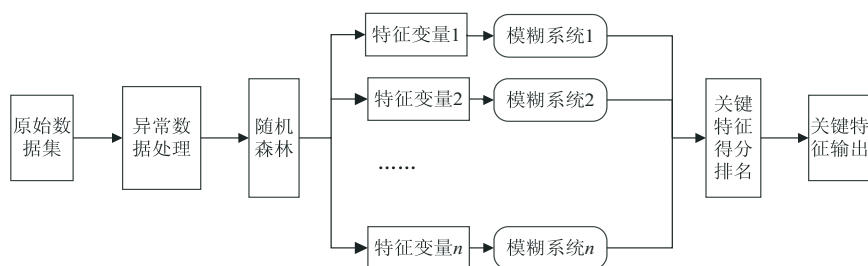 原始数
据集
异常数
据处理
随机
森林
特征变量1
模糊系统1
特征变量2
模糊系统2
……
特征变量n
模糊系统n
关键
特征
得分
排名
关键特
征输出